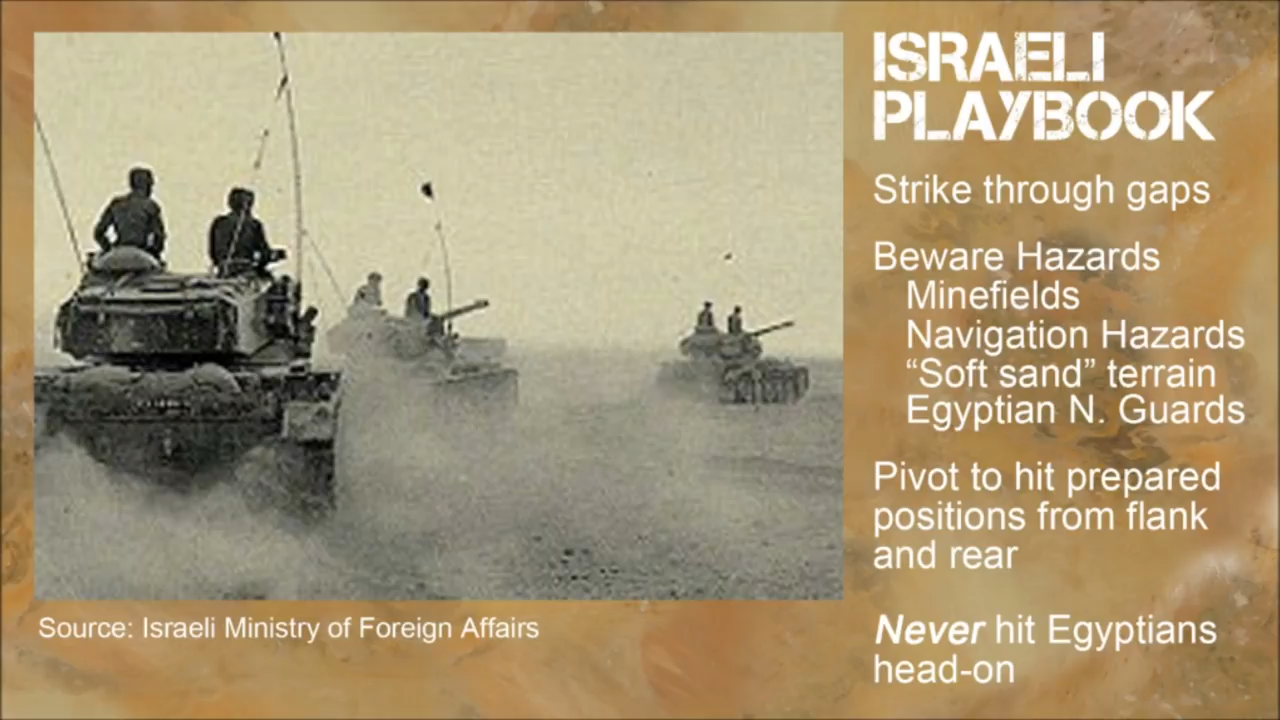 ISRAELI
PLAYBOOK
Strike through gaps
Beware Hazards
Minefields
Navigation Hazards
“Soft sand” terrain
Egyptian N. Guards
Pivot to hit prepared
positions from flank
and rear
Never hit Egyptians
head-on
Source: Israeli Ministry of Foreign Affairs